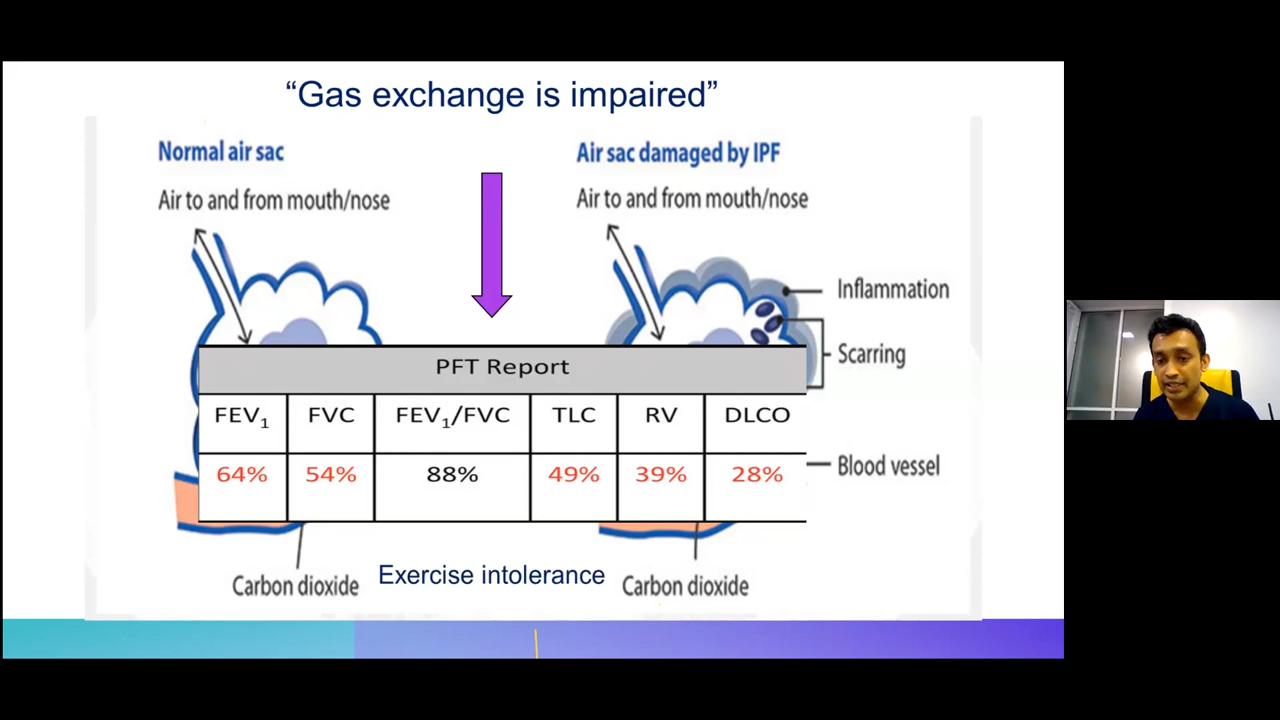 “Gas exchange is impaired”
Normal air sac
Air to and from mouth/nose
Air sac damaged by IPF
Air to and from mouth/nose
Inflammation
Scarring
PFT Report
FEV1 FVC FEV1/FVC TLC RV DLCO
64% 54% 88% 49% 39% 28%
Blood vessel
Carbon dioxide
Exercise intolerance
Carbon dioxide